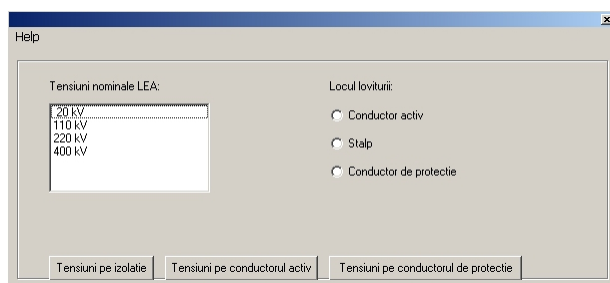 Help
Tensiuni nominale LEA:
20 kV
110 kV
220 kV
400 kV
Locul loviturii:
Conductor activ
Stalp
Conductor de protectie
Tensiuni pe izolatie
Tensiuni pe conductorul activ
Tensiuni pe conductorul de protectie